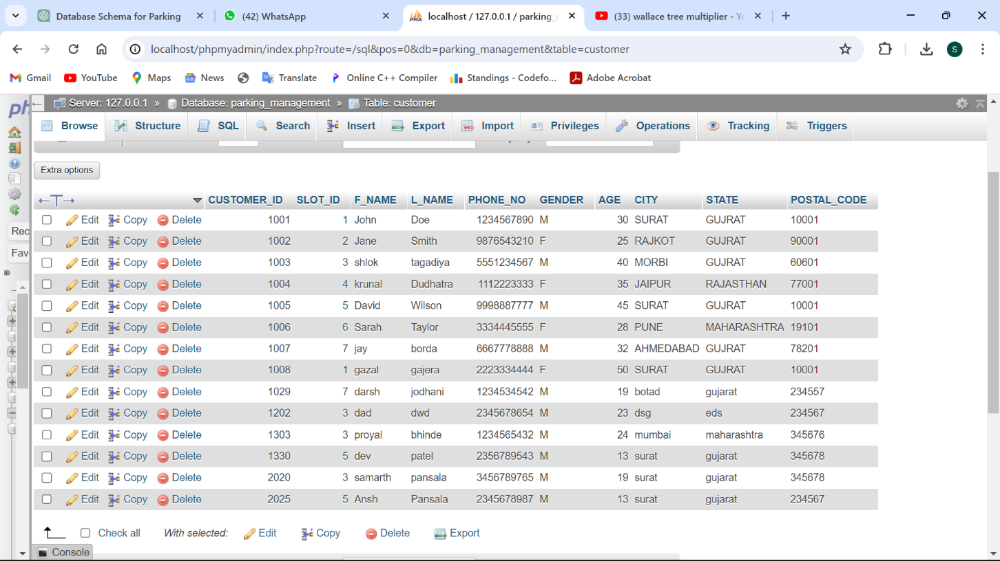 Database Schema for Parking
(42) WhatsApp
localhost / 127.0.0.1 / parking_
(33) wallace tree multiplier - Yo
localhost/phpmyadmin/index.php?route=/sql&pos=0&db=parking_management&table=customer
S
Gmail YouTube Maps News Translate Online C++ Compiler Standings - Codefo... Adobe Acrobat
Server: 127.0.0.1 » Database: parking_management » Table: customer
Browse Structure SQL Search Insert Export Import Privileges Operations Tracking Triggers
Extra options
←T→ CUSTOMER_ID SLOT_ID F_NAME L_NAME PHONE_NO GENDER AGE CITY STATE POSTAL_CODE
Edit Copy Delete 1001 1 John Doe 1234567890 M 30 SURAT GUJRAT 10001
Edit Copy Delete 1002 2 Jane Smith 9876543210 F 25 RAJKOT GUJRAT 90001
Edit Copy Delete 1003 3 shlok tagadiya 5551234567 M 40 MORBI GUJRAT 60601
Edit Copy Delete 1004 4 krunal Dudhatra 1112223333 F 35 JAIPUR RAJASTHAN 77001
Edit Copy Delete 1005 5 David Wilson 9998887777 M 45 SURAT GUJRAT 10001
Edit Copy Delete 1006 6 Sarah Taylor 3334445555 F 28 PUNE MAHARASHTRA 19101
Edit Copy Delete 1007 7 jay borda 6667778888 M 32 AHMEDABAD GUJRAT 78201
Edit Copy Delete 1008 1 gazal gajera 2223334444 F 50 SURAT GUJRAT 10001
Edit Copy Delete 1029 7 darsh jodhani 1234534542 M 19 botad gujarat 234557
Edit Copy Delete 1202 3 dad dwd 2345678654 M 23 dsg eds 234567
Edit Copy Delete 1303 3 proyal bhinde 1234565432 M 24 mumbai maharashtra 345676
Edit Copy Delete 1330 5 dev patel 2356789543 M 13 surat gujarat 345678
Edit Copy Delete 2020 3 samarth pansala 3456789765 M 19 surat gujarat 345678
Edit Copy Delete 2025 5 Ansh Pansala 2345678987 M 13 surat gujarat 234567
Check all With selected: Edit Copy Delete Export
Console